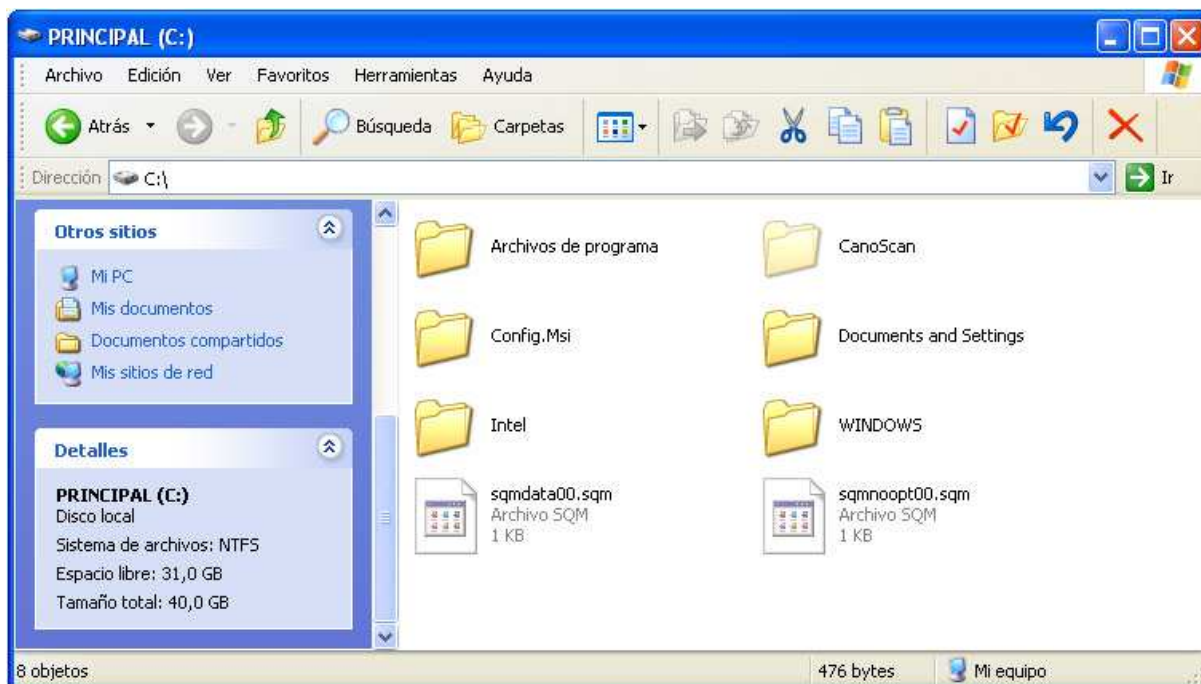 PRINCIPAL (C:)
Archivo Edición Ver Favoritos Herramientas Ayuda
Atrás Búsqueda Carpetas
Dirección C:\ Ir
Otros sitios
Mi PC
Mis documentos
Documentos compartidos
Mis sitios de red
Detalles
PRINCIPAL (C:)
Disco local
Sistema de archivos: NTFS
Espacio libre: 31,0 GB
Tamaño total: 40,0 GB
Archivos de programa CanoScan
Config.Msi Documents and Settings
Intel WINDOWS
sqmdata00.sqm sqmnoopt00.sqm
Archivo SQM Archivo SQM
1 KB 1 KB
8 objetos 476 bytes Mi equipo